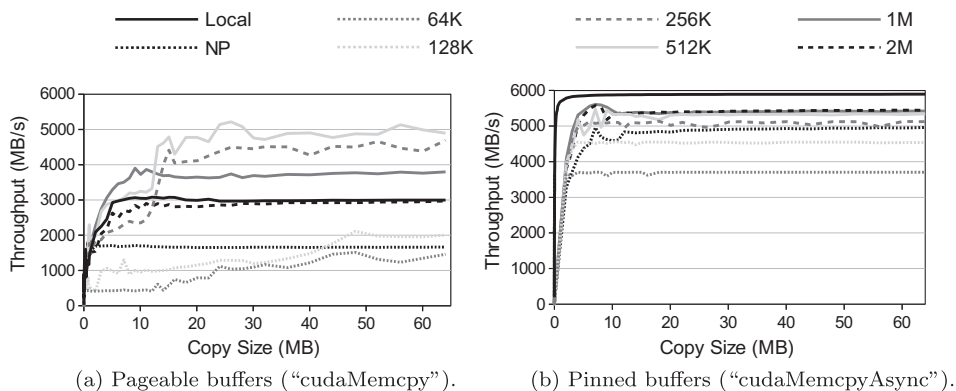 Local 64K 256K 1M
NP 128K 512K 2M
6000 6000
5000 5000
4000 4000
3000 3000
2000 2000
1000 1000
0 0
0 10 20 30 40 50 60 0 10 20 30 40 50 60
Throughput (MB/s) Throughput (MB/s)
Copy Size (MB) Copy Size (MB)
(a) Pageable buffers (“cudaMemcpy”). (b) Pinned buffers (“cudaMemcpyAsync”).